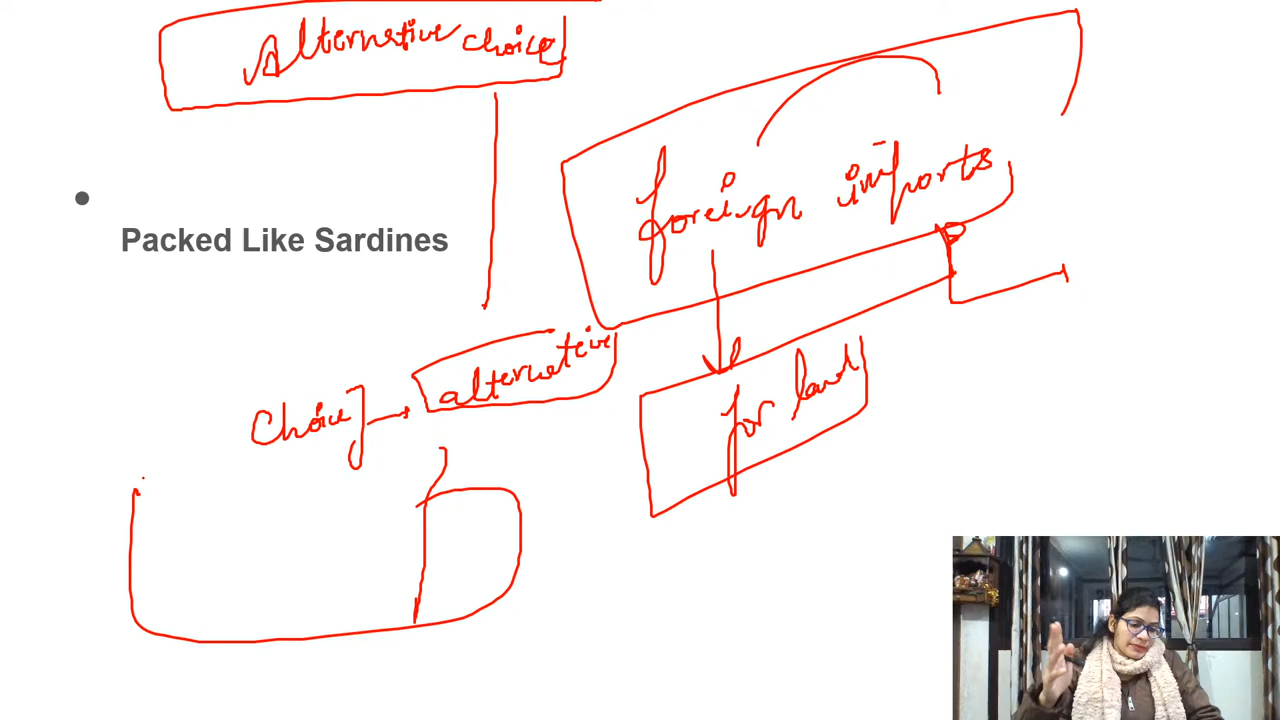 Alternative choice
foreign imports
Packed Like Sardines
alternative
Choice
for land